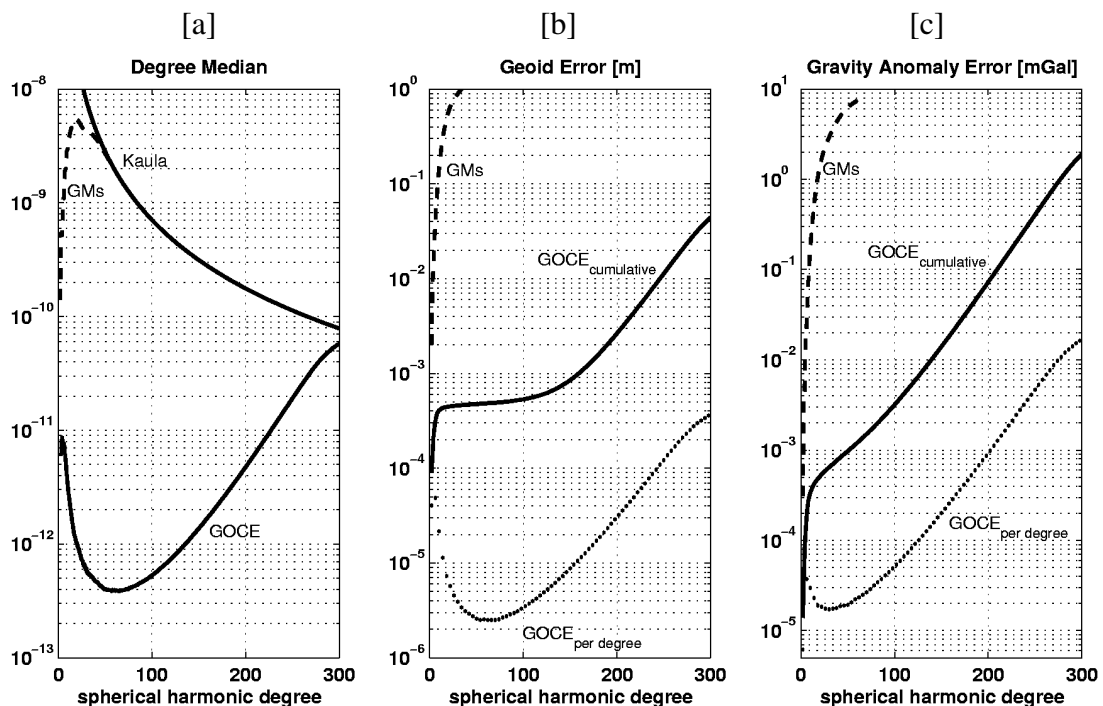 [a]
Degree Median
10^-8
10^-9
10^-10
10^-11
10^-12
10^-13
Kaula
GMs
GOCE
0 100 200 300
spherical harmonic degree
[b]
Geoid Error [m]
10^0
10^-1
10^-2
10^-3
10^-4
10^-5
10^-6
GMs
GOCE_cumulative
GOCE_per degree
0 100 200 300
spherical harmonic degree
[c]
Gravity Anomaly Error [mGal]
10^1
10^0
10^-1
10^-2
10^-3
10^-4
10^-5
GMs
GOCE_cumulative
GOCE_per degree
0 100 200 300
spherical harmonic degree